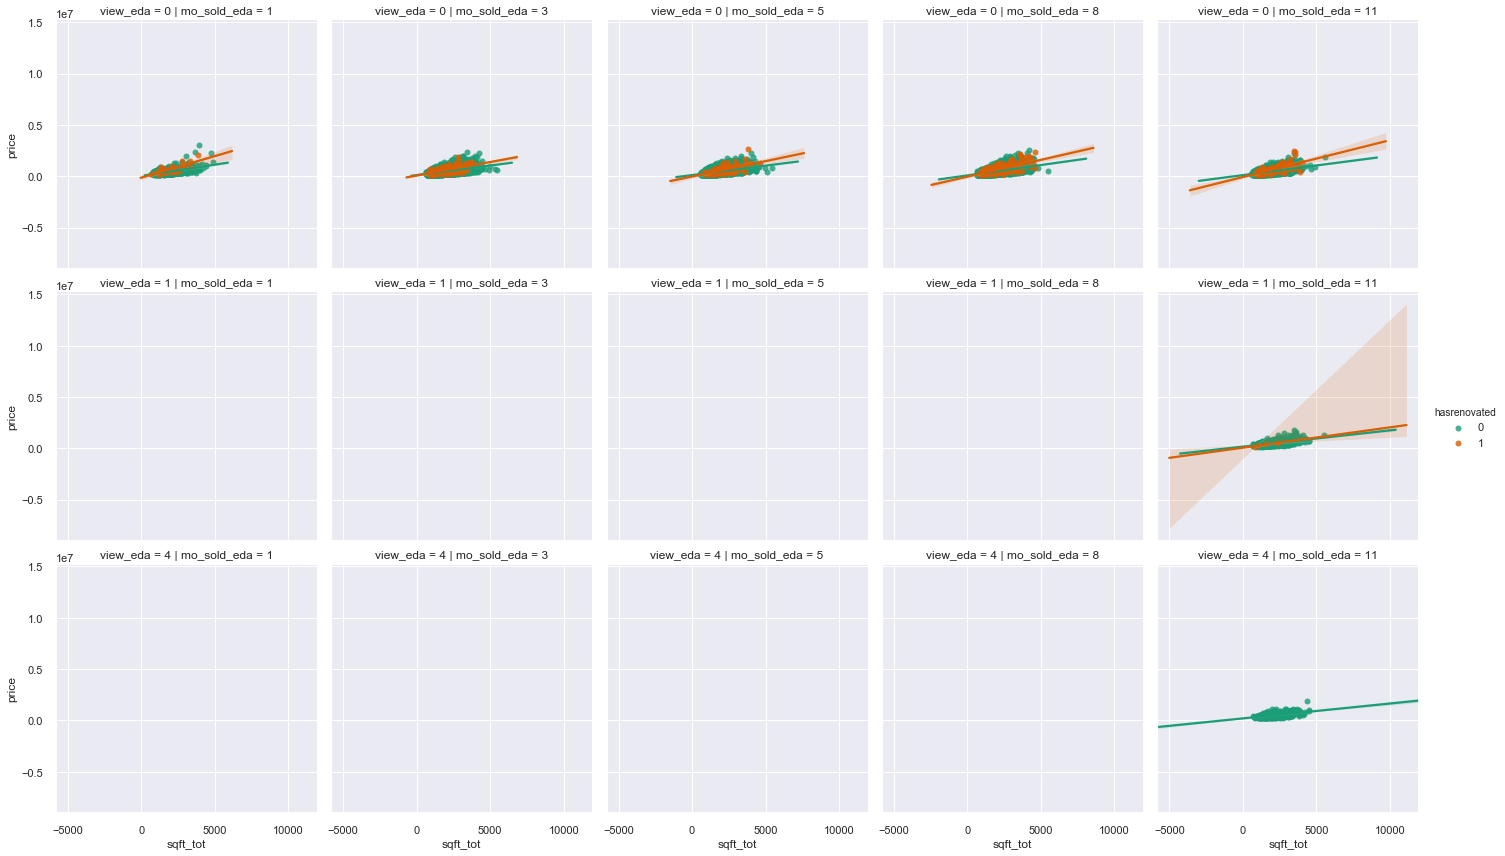 view_eda = 0 | mo_sold_eda = 1
view_eda = 0 | mo_sold_eda = 3
view_eda = 0 | mo_sold_eda = 5
view_eda = 0 | mo_sold_eda = 8
view_eda = 0 | mo_sold_eda = 11
1e7
1.5
1.0
0.5
0.0
−0.5
price
view_eda = 1 | mo_sold_eda = 1
view_eda = 1 | mo_sold_eda = 3
view_eda = 1 | mo_sold_eda = 5
view_eda = 1 | mo_sold_eda = 8
view_eda = 1 | mo_sold_eda = 11
1e7
1.5
1.0
0.5
0.0
−0.5
price
hasrenovated
0
1
view_eda = 4 | mo_sold_eda = 1
view_eda = 4 | mo_sold_eda = 3
view_eda = 4 | mo_sold_eda = 5
view_eda = 4 | mo_sold_eda = 8
view_eda = 4 | mo_sold_eda = 11
1e7
1.5
1.0
0.5
0.0
−0.5
price
−5000 0 5000 10000
sqft_tot
−5000 0 5000 10000
sqft_tot
−5000 0 5000 10000
sqft_tot
−5000 0 5000 10000
sqft_tot
−5000 0 5000 10000
sqft_tot